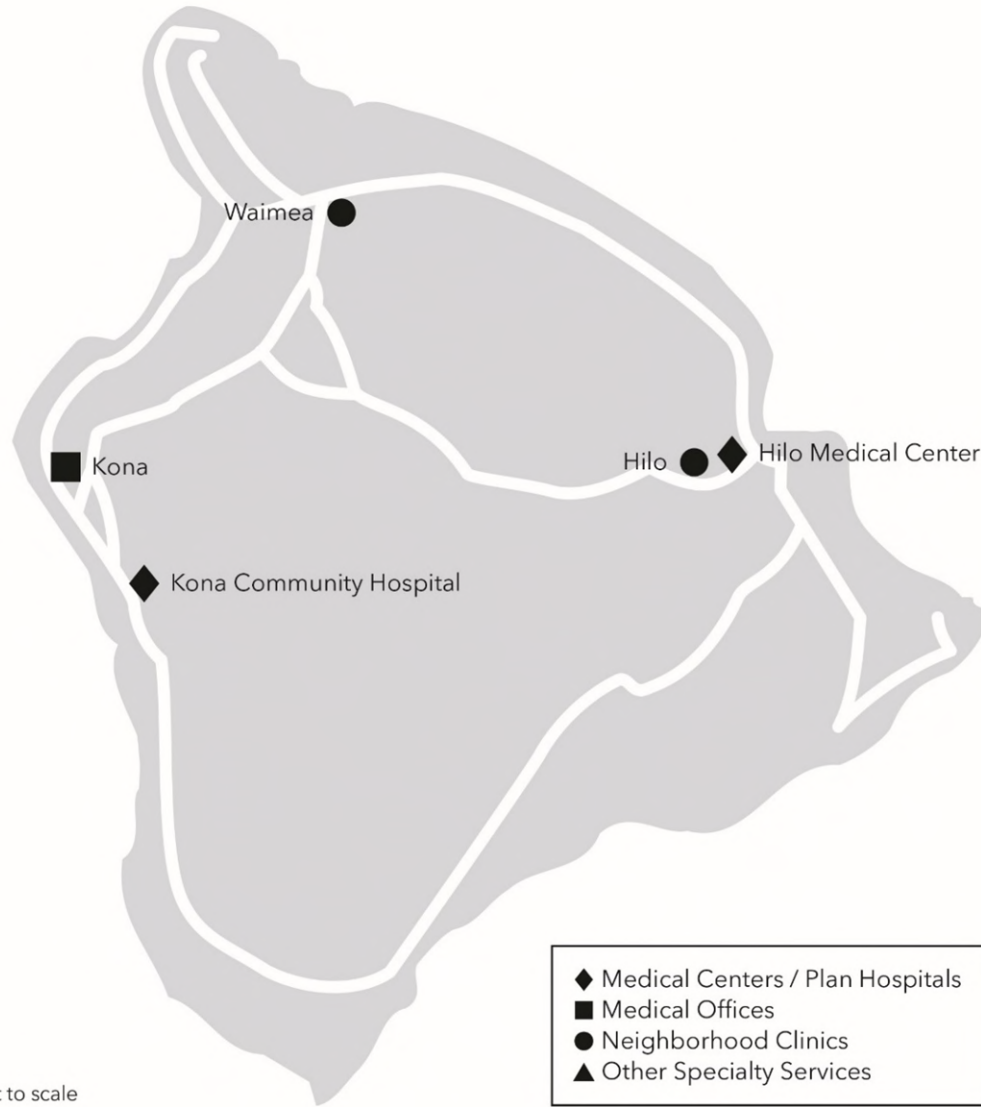 Waimea
Kona
Hilo
Hilo Medical Center
Kona Community Hospital
Medical Centers / Plan Hospitals
Medical Offices
Neighborhood Clinics
Other Specialty Services
to scale